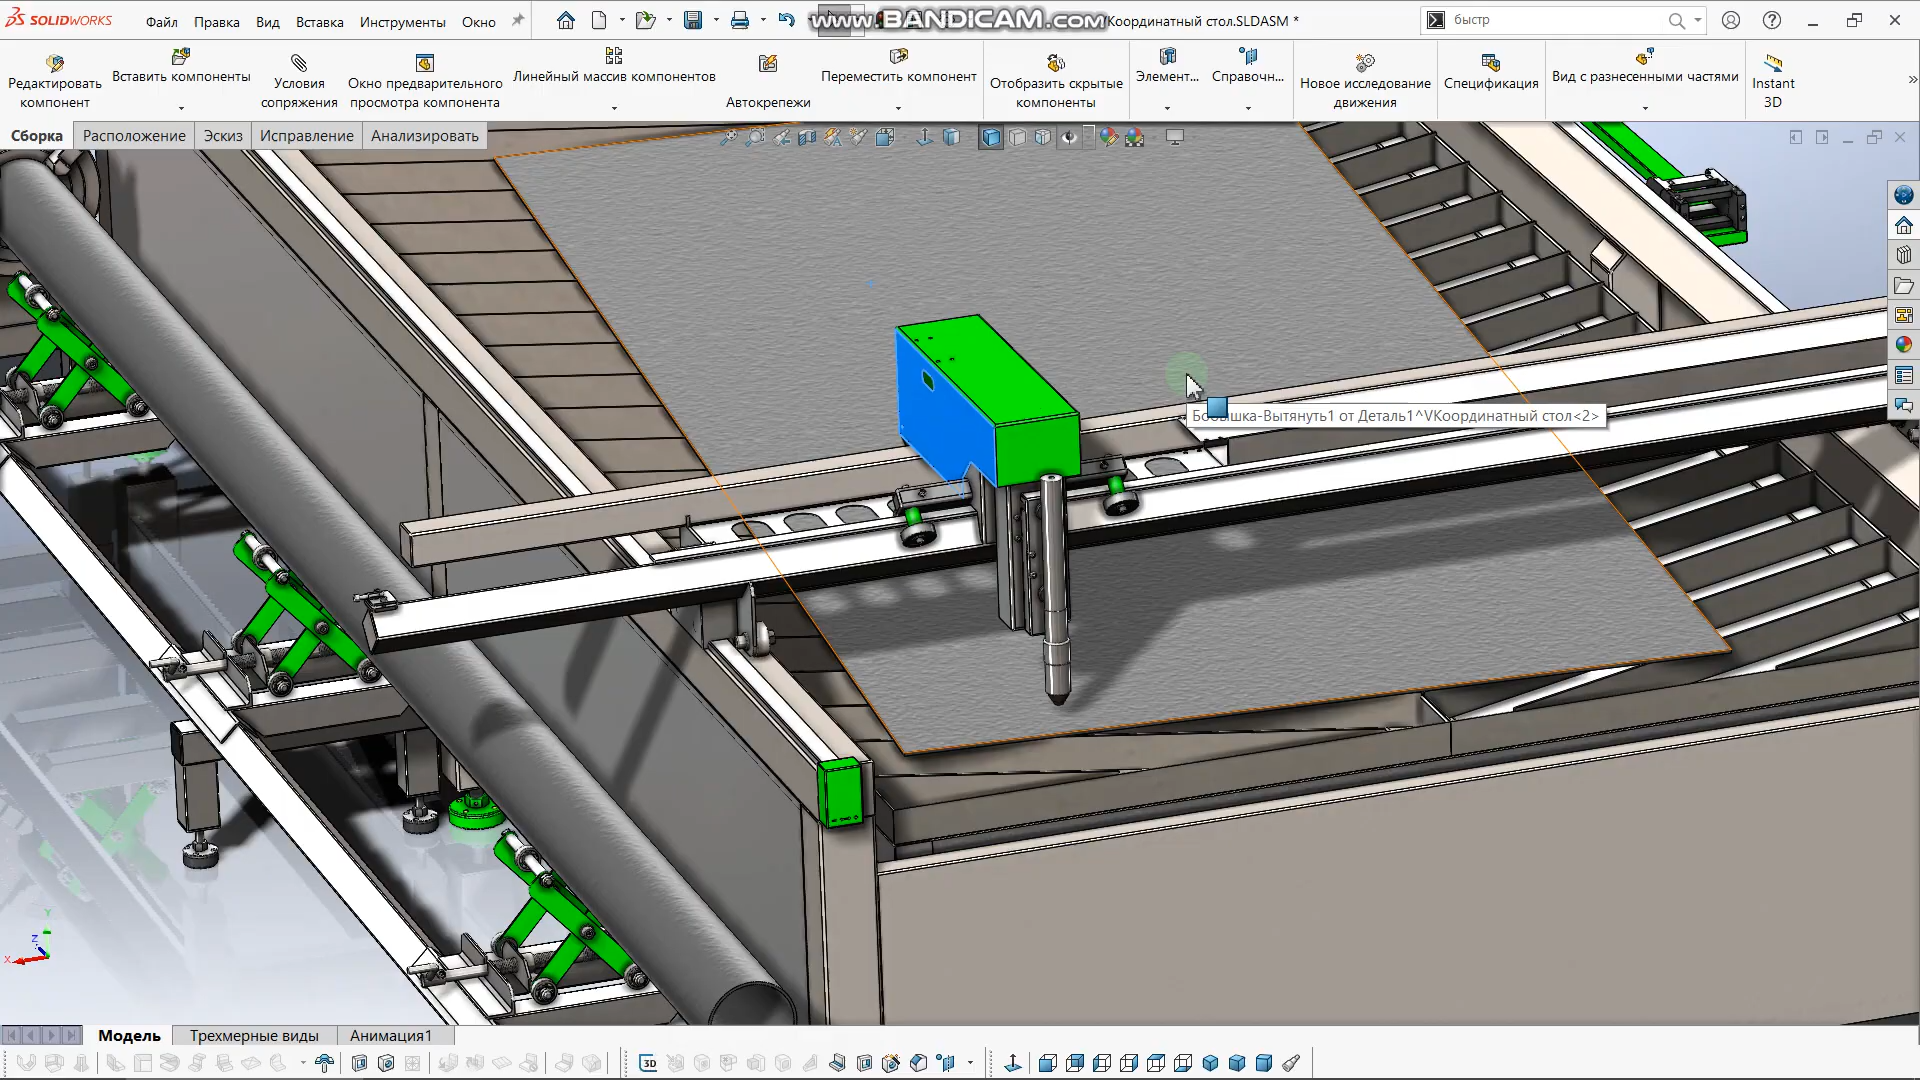 SOLIDWORKS
Файл Правка Вид Вставка Инструменты Окно
www.BANDICAM.com
Координатный стол.SLDASM *
быстр
Редактировать компонент
Вставить компоненты
Условия сопряжения
Окно предварительного просмотра компонента
Линейный массив компонентов
Автокрепежи
Переместить компонент
Отобразить скрытые компоненты
Элемент...
Справочн...
Новое исследование движения
Спецификация
Вид с разнесенными частями
Instant 3D
Сборка Расположение Эскиз Исправление Анализировать
от Деталь1^VКоординатный стол<2>
Y
Z
X
Модель Трехмерные виды Анимация1
3D